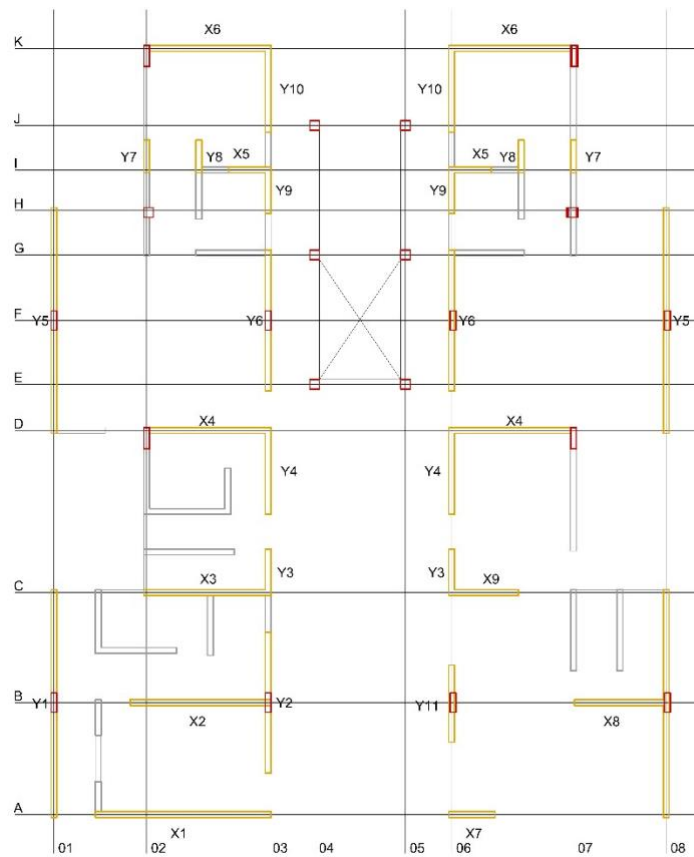 X6 X6
K
Y10 Y10
J
Y7 Y8 X5 X5 Y8 Y7
I
Y9 Y9
H
G
F
Y5 Y6 Y6 Y5
E
D
X4 X4
Y4 Y4
X3 Y3 Y3 X9
C
B
Y1 Y2 Y11
X2 X8
A
X1 X7
01 02 03 04 05 06 07 08